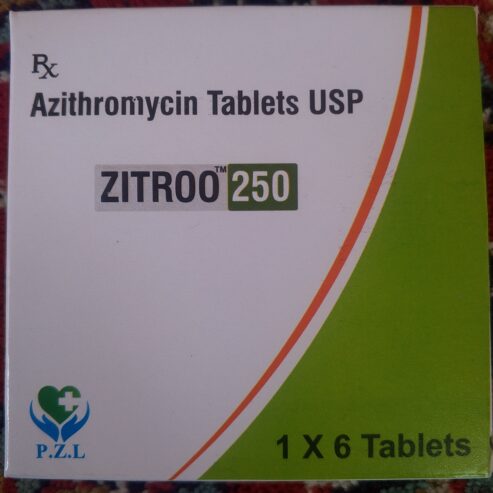 Rx
Azithromycin Tablets USP
ZITROO™ 250
P.Z.L
1 X 6 Tablets